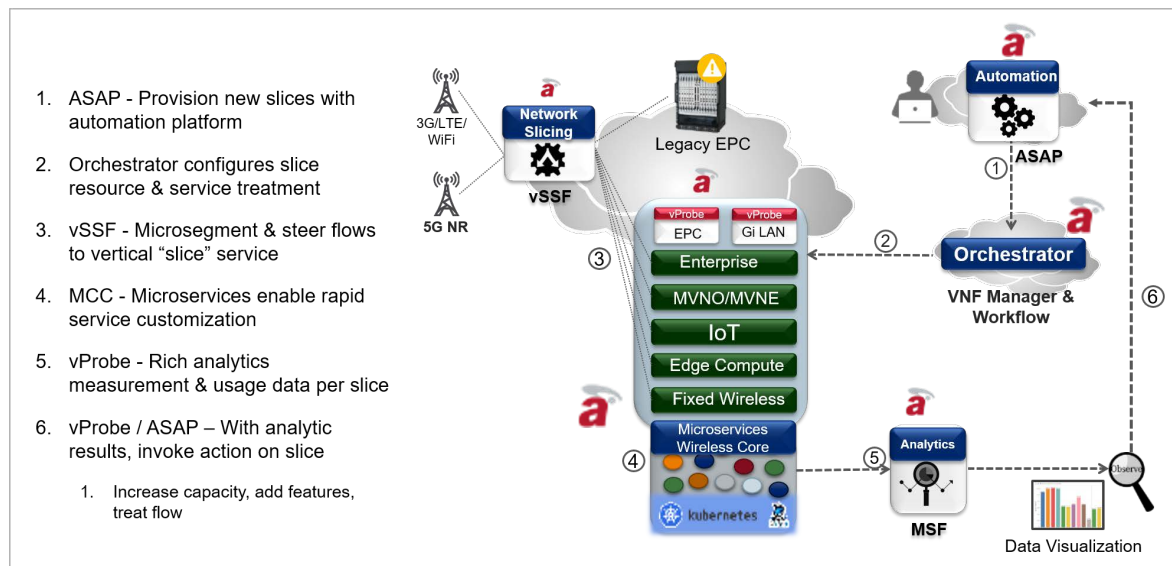 1. ASAP - Provision new slices with
automation platform
2. Orchestrator configures slice
resource & service treatment
3. vSSF - Microsegment & steer flows
to vertical “slice” service
4. MCC - Microservices enable rapid
service customization
5. vProbe - Rich analytics
measurement & usage data per slice
6. vProbe / ASAP – With analytic
results, invoke action on slice
1. Increase capacity, add features,
treat flow
3G/LTE/
WiFi
5G NR
a
Network
Slicing
vSSF
Legacy EPC
a
vProbe
EPC
vProbe
Gi LAN
Enterprise
MVNO/MVNE
IoT
Edge Compute
Fixed Wireless
③
a
Microservices
Wireless Core
④
kubernetes
a
Automation
ASAP
①
a
Orchestrator
VNF Manager &
Workflow
②
⑥
a
Analytics
MSF
⑤
Observe
Data Visualization